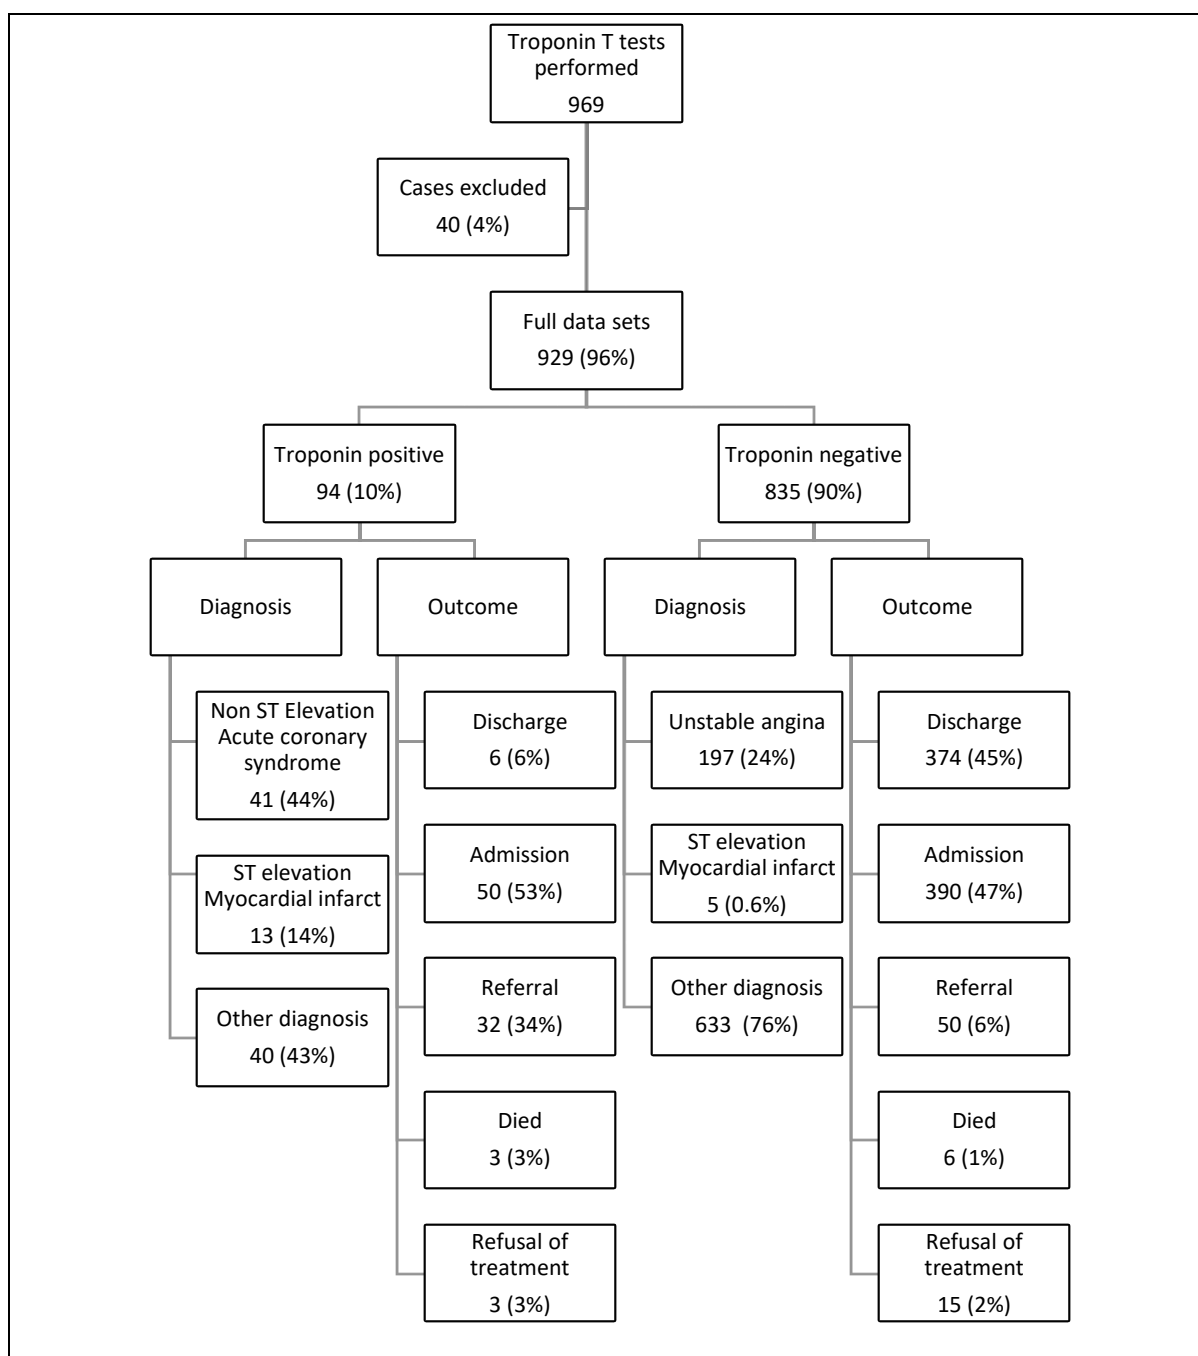 Troponin T tests
performed
969
Cases excluded
40 (4%)
Full data sets
929 (96%)
Troponin positive
94 (10%)
Troponin negative
835 (90%)
Diagnosis
Outcome
Diagnosis
Outcome
Non ST Elevation
Acute coronary
syndrome
41 (44%)
ST elevation
Myocardial infarct
13 (14%)
Other diagnosis
40 (43%)
Discharge
6 (6%)
Admission
50 (53%)
Referral
32 (34%)
Died
3 (3%)
Refusal of
treatment
3 (3%)
Unstable angina
197 (24%)
ST elevation
Myocardial infarct
5 (0.6%)
Other diagnosis
633 (76%)
Discharge
374 (45%)
Admission
390 (47%)
Referral
50 (6%)
Died
6 (1%)
Refusal of
treatment
15 (2%)